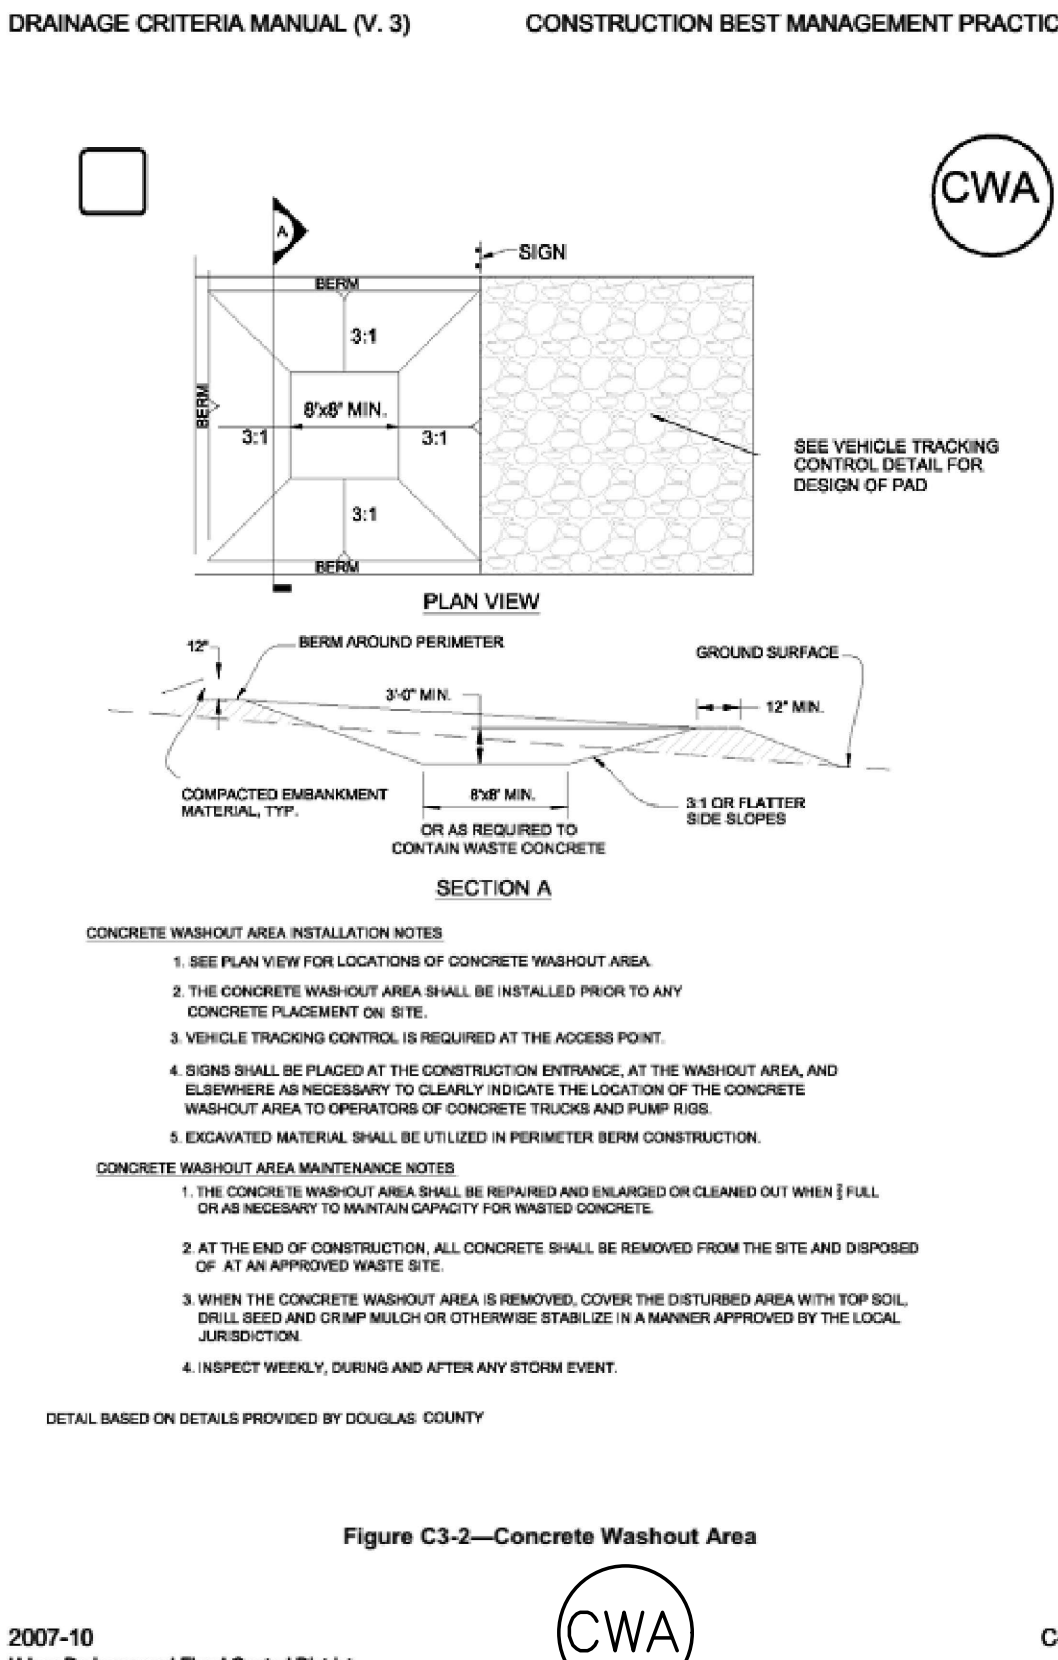 DRAINAGE CRITERIA MANUAL (V. 3) CONSTRUCTION BEST MANAGEMENT PRACTIC
CWA
A
SIGN
BERM
3:1
BERM
8'x8' MIN.
3:1
3:1
SEE VEHICLE TRACKING
CONTROL DETAIL FOR
DESIGN OF PAD
3:1
BERM
PLAN VIEW
12"
BERM AROUND PERIMETER
GROUND SURFACE
3'-0" MIN.
12" MIN.
COMPACTED EMBANKMENT
MATERIAL, TYP.
8'x8' MIN.
3:1 OR FLATTER
SIDE SLOPES
OR AS REQUIRED TO
CONTAIN WASTE CONCRETE
SECTION A
CONCRETE WASHOUT AREA INSTALLATION NOTES
1. SEE PLAN VIEW FOR LOCATIONS OF CONCRETE WASHOUT AREA.
2. THE CONCRETE WASHOUT AREA SHALL BE INSTALLED PRIOR TO ANY
CONCRETE PLACEMENT ON SITE.
3. VEHICLE TRACKING CONTROL IS REQUIRED AT THE ACCESS POINT.
4. SIGNS SHALL BE PLACED AT THE CONSTRUCTION ENTRANCE, AT THE WASHOUT AREA, AND
ELSEWHERE AS NECESSARY TO CLEARLY INDICATE THE LOCATION OF THE CONCRETE
WASHOUT AREA TO OPERATORS OF CONCRETE TRUCKS AND PUMP RIGS.
5. EXCAVATED MATERIAL SHALL BE UTILIZED IN PERIMETER BERM CONSTRUCTION.
CONCRETE WASHOUT AREA MAINTENANCE NOTES
1. THE CONCRETE WASHOUT AREA SHALL BE REPAIRED AND ENLARGED OR CLEANED OUT WHEN FULL
OR AS NECESARY TO MAINTAIN CAPACITY FOR WASTED CONCRETE.
2. AT THE END OF CONSTRUCTION, ALL CONCRETE SHALL BE REMOVED FROM THE SITE AND DISPOSED
OF AT AN APPROVED WASTE SITE.
3. WHEN THE CONCRETE WASHOUT AREA IS REMOVED, COVER THE DISTURBED AREA WITH TOP SOIL,
DRILL SEED AND CRIMP MULCH OR OTHERWISE STABILIZE IN A MANNER APPROVED BY THE LOCAL
JURISDICTION.
4. INSPECT WEEKLY, DURING AND AFTER ANY STORM EVENT.
DETAIL BASED ON DETAILS PROVIDED BY DOUGLAS COUNTY
Figure C3-2—Concrete Washout Area
CWA
2007-10 C